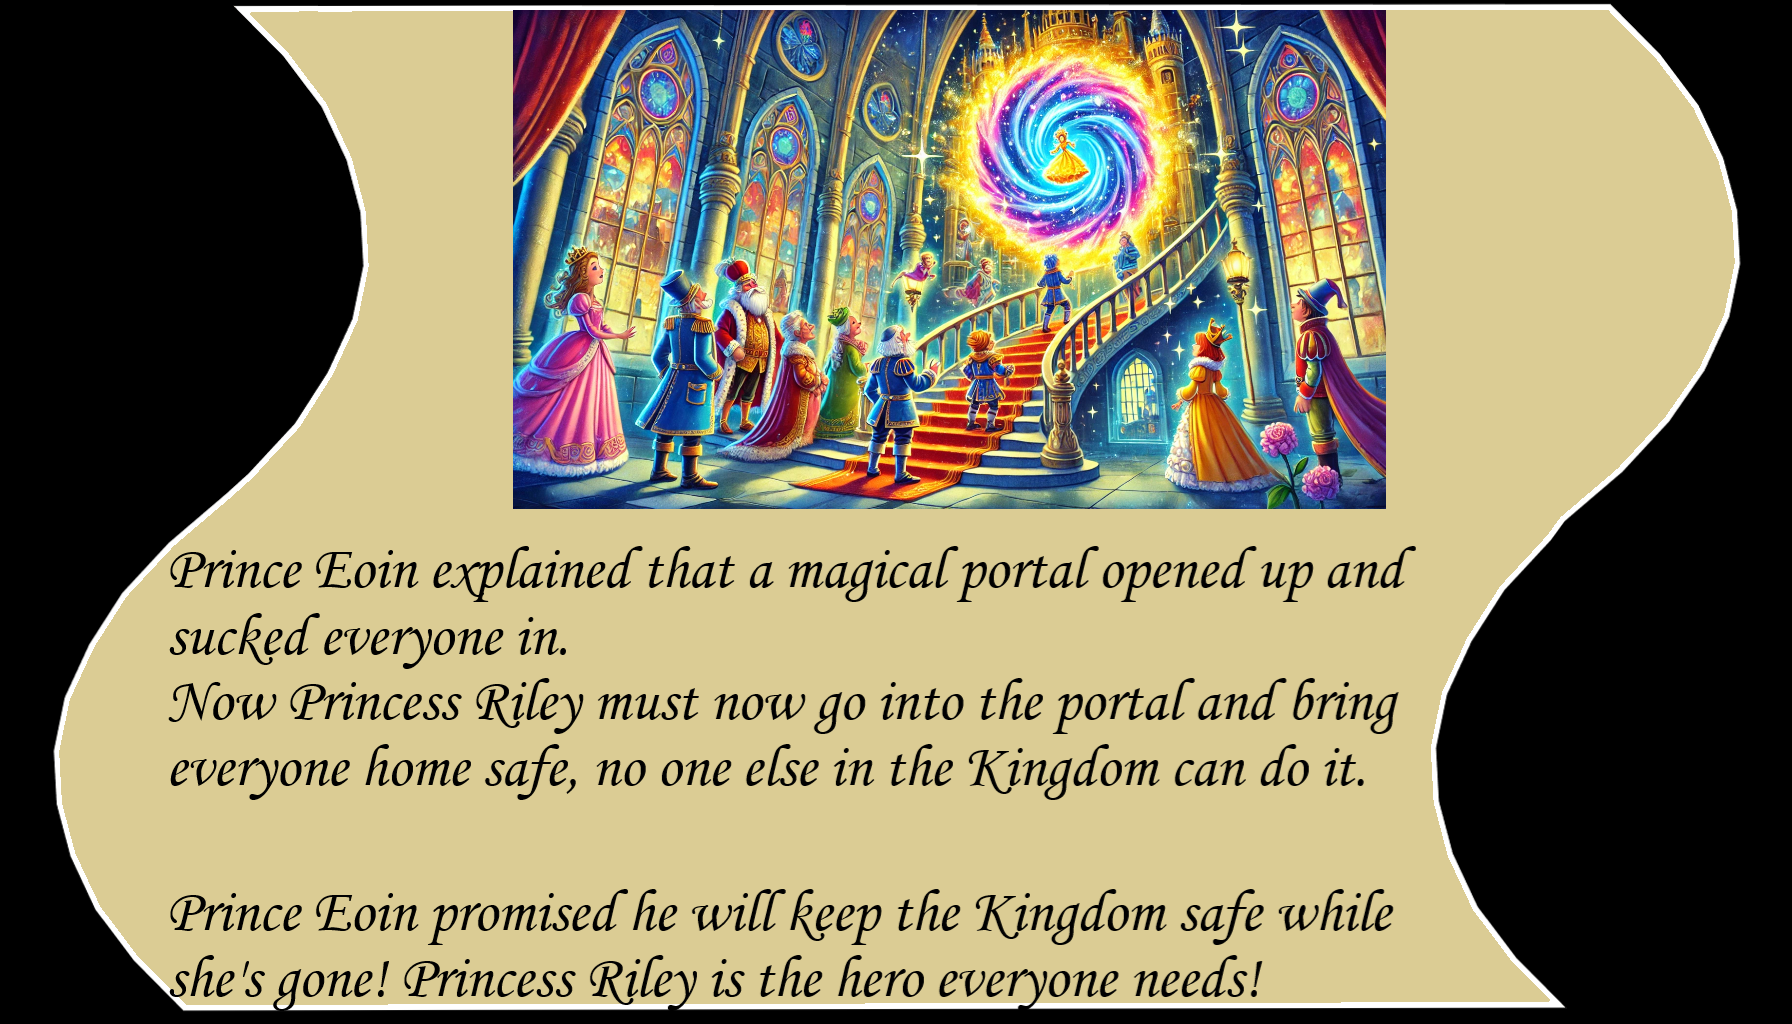 Prince Eoin explained that a magical portal opened up and
sucked everyone in.
Now Princess Riley must now go into the portal and bring
everyone home safe, no one else in the Kingdom can do it.
Prince Eoin promised he will keep the Kingdom safe while
she's gone! Princess Riley is the hero everyone needs!